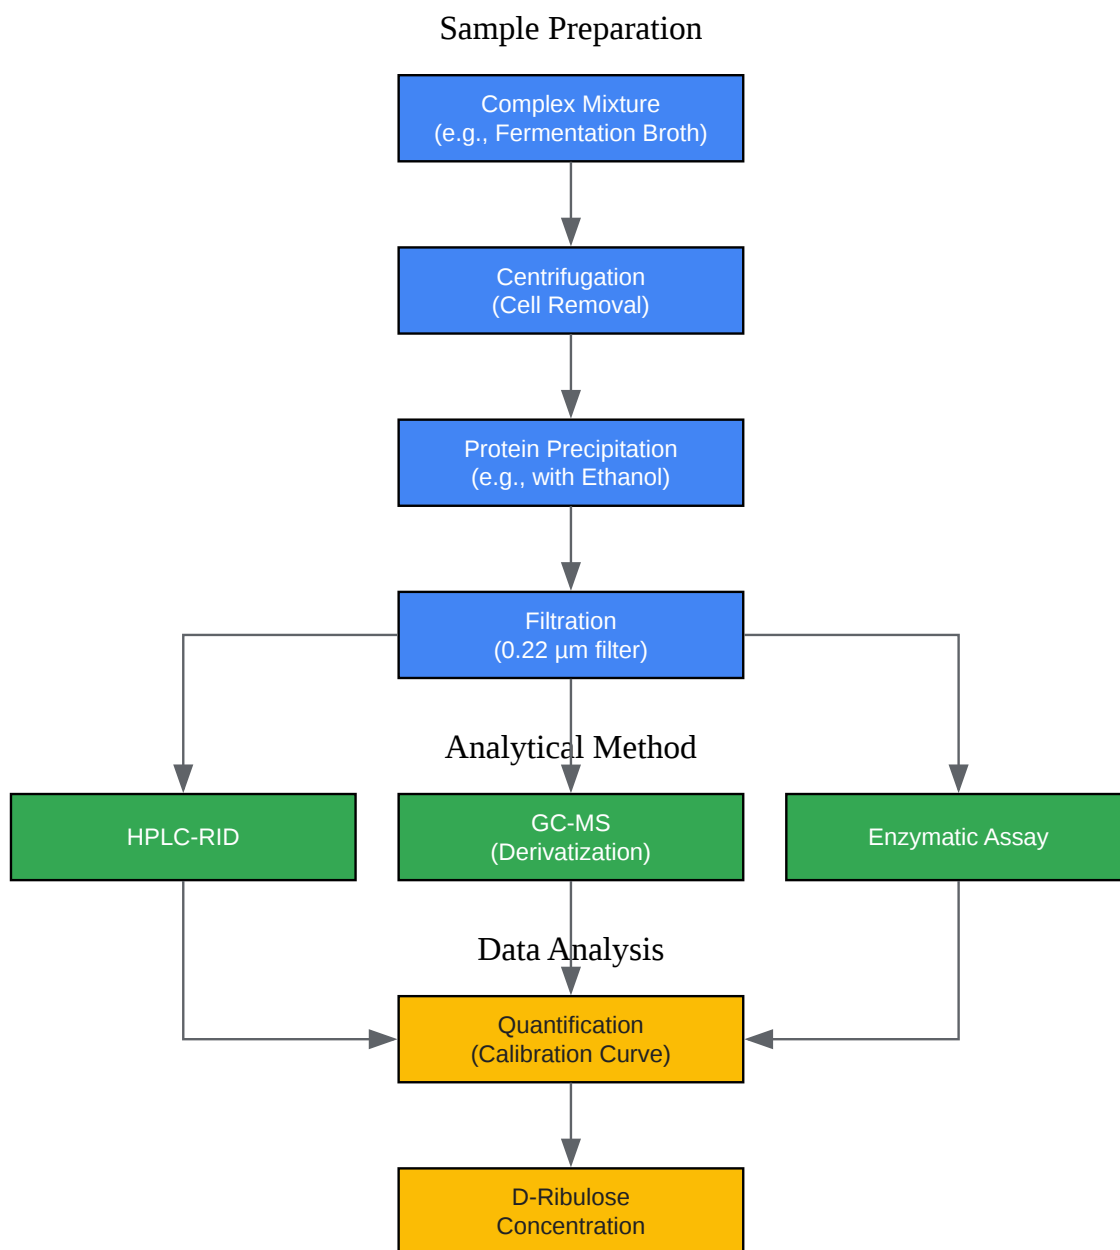 Sample Preparation
Complex Mixture
(e.g., Fermentation Broth)
Centrifugation
(Cell Removal)
Protein Precipitation
(e.g., with Ethanol)
Filtration
(0.22 µm filter)
Analytical Method
HPLC-RID
GC-MS
(Derivatization)
Enzymatic Assay
Data Analysis
Quantification
(Calibration Curve)
D-Ribulose
Concentration